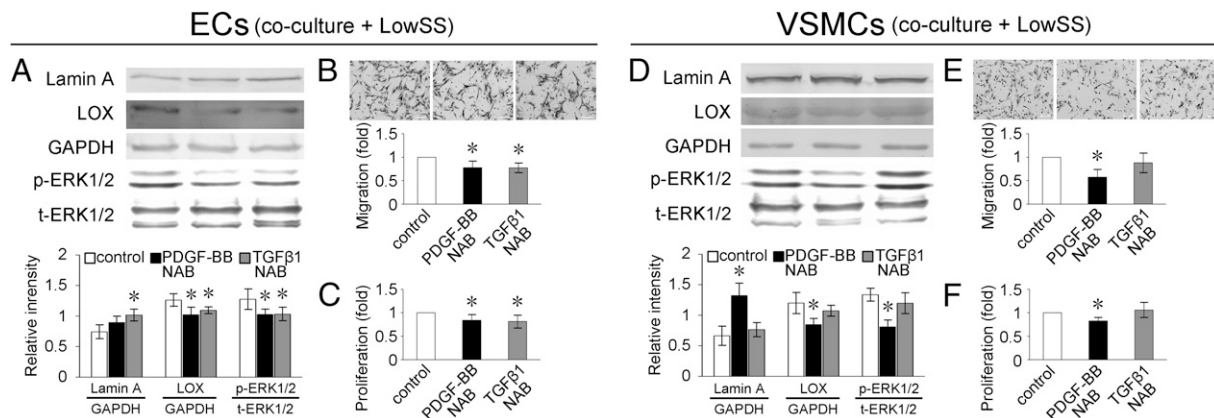 ECs (co-culture + LowSS)
A
Lamin A
LOX
GAPDH
p-ERK1/2
t-ERK1/2
control PDGF-BB NAB TGFβ1 NAB
Relative inrensity
2
1.5
1
0.5
0
* * * * *
Lamin A LOX p-ERK1/2
GAPDH GAPDH t-ERK1/2
B
Migration (fold)
1.5
1
0.5
0
* *
control PDGF-BB NAB TGFβ1 NAB
C
Proliferation (fold)
1.5
1
0.5
0
* *
control PDGF-BB NAB TGFβ1 NAB
VSMCs (co-culture + LowSS)
D
Lamin A
LOX
GAPDH
p-ERK1/2
t-ERK1/2
control PDGF-BB NAB TGFβ1 NAB
Relative intensity
2
1.5
1
0.5
0
* * *
Lamin A LOX p-ERK1/2
GAPDH GAPDH t-ERK1/2
E
Migration (fold)
1.5
1
0.5
0
*
control PDGF-BB NAB TGFβ1 NAB
F
Proliferation (fold)
1.5
1
0.5
0
*
control PDGF-BB NAB TGFβ1 NAB